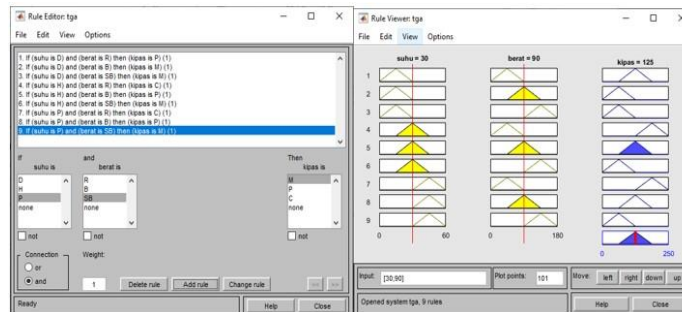 Rule Editor: tga
File Edit View Options
1. If (suhu is D) and (berat is R) then (kipas is P) (1)
2. If (suhu is D) and (berat is B) then (kipas is M) (1)
3. If (suhu is D) and (berat is SB) then (kipas is M) (1)
4. If (suhu is H) and (berat is R) then (kipas is C) (1)
5. If (suhu is H) and (berat is B) then (kipas is P) (1)
6. If (suhu is H) and (berat is SB) then (kipas is M) (1)
7. If (suhu is P) and (berat is R) then (kipas is C) (1)
8. If (suhu is P) and (berat is B) then (kipas is) (1)
9. If (suhu is P) and (berat is SB) then (kipas is M) (1)
If and Then
suhu is berat is kipas is
D R M
H B P
P SB C
none none none
not not not
Connection Weight:
or
and 1 Delete rule Add rule Change rule << >>
Ready Help Close
Rule Viewer: tga
File Edit View Options
suhu = 30 berat = 90 kipas = 125
1
2
3
4
5
6
7
8
9
0 60 0 180
0 250
Input: [30;90] Plot points: 101 Move: left right down up
Opened system tga, 9 rules Help Close